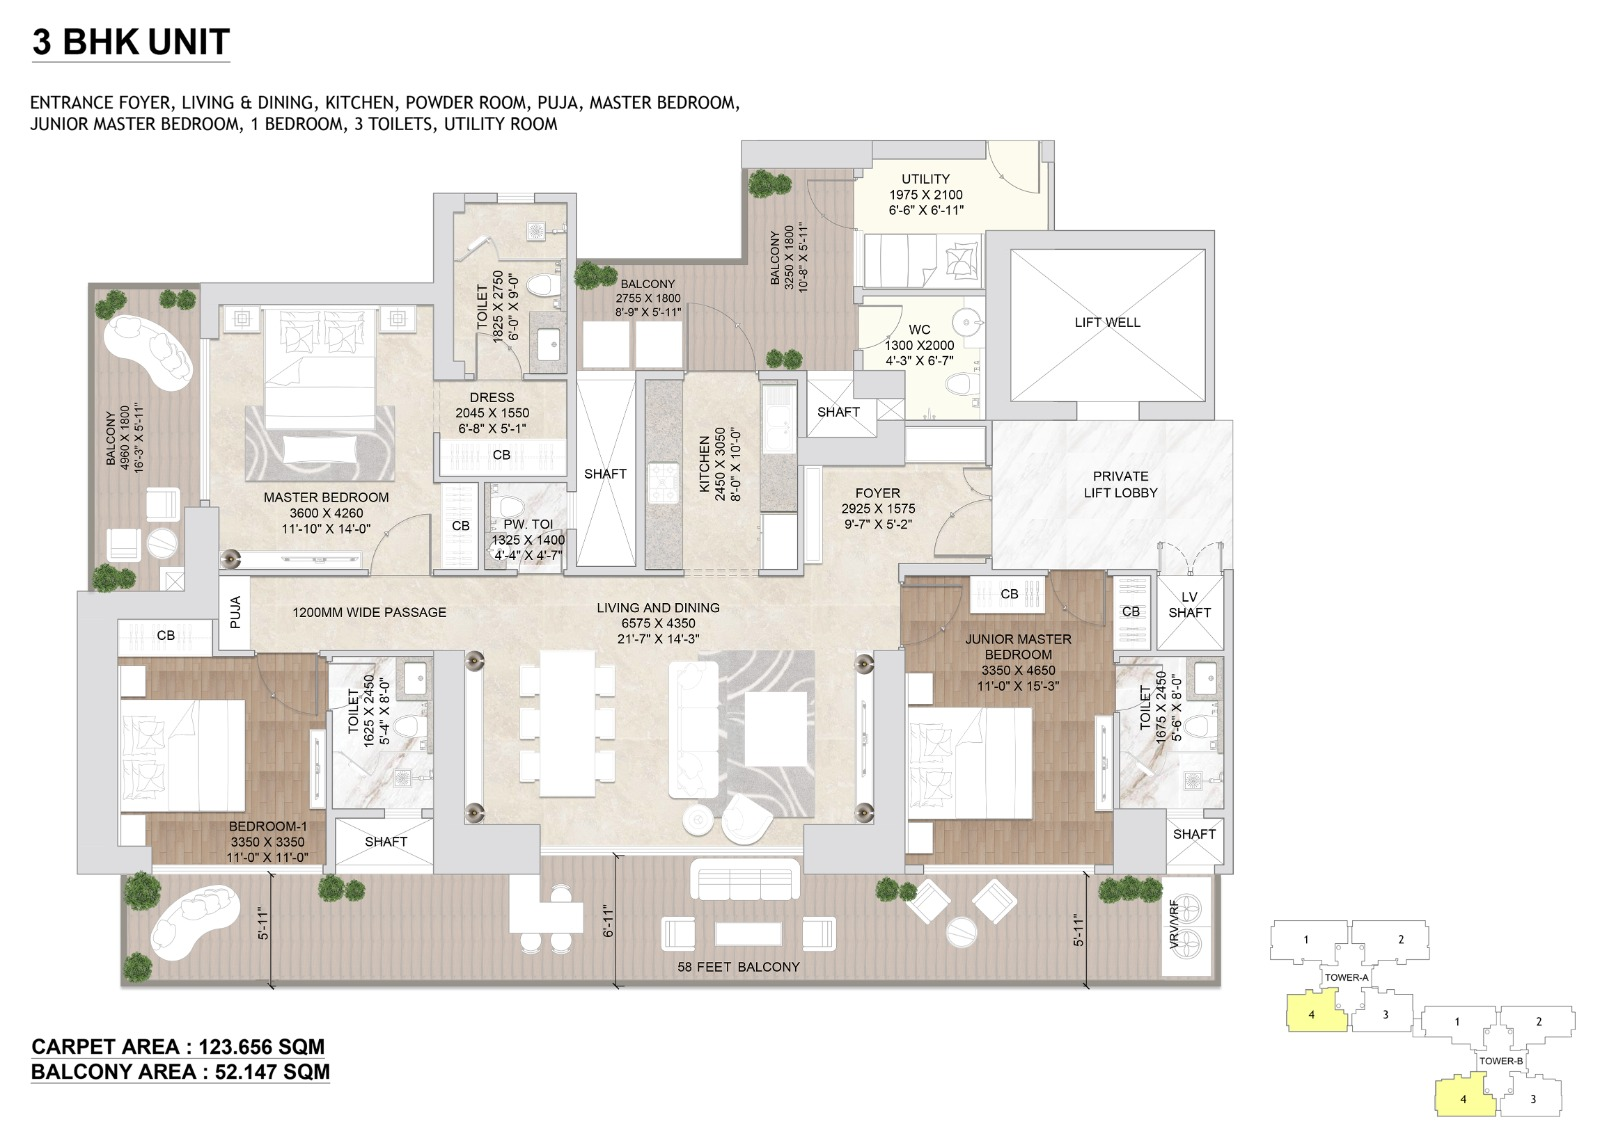 3 BHK UNIT
ENTRANCE FOYER, LIVING & DINING, KITCHEN, POWDER ROOM, PUJA, MASTER BEDROOM,
JUNIOR MASTER BEDROOM, 1 BEDROOM, 3 TOILETS, UTILITY ROOM
UTILITY
1975 X 2100
6'-6" X 6'-11"
BALCONY
3250 X 1800
10'-8" X 5'-11"
BALCONY
2755 X 1800
8'-9" X 5'-11"
TOILET
1825 X 2750
6'-0" X 9'-0"
WC
1300 X2000
4'-3" X 6'-7"
LIFT WELL
BALCONY
4960 X 1800
16'-3" X 5'-11"
DRESS
2045 X 1550
6'-8" X 5'-1"
CB
SHAFT
KITCHEN
2450 X 3050
8'-0" X 10'-0"
SHAFT
MASTER BEDROOM
3600 X 4260
11'-10" X 14'-0"
CB
PW. TOI
1325 X 1400
4'-4" X 4'-7"
FOYER
2925 X 1575
9'-7" X 5'-2"
PRIVATE
LIFT LOBBY
PUJA
1200MM WIDE PASSAGE
LIVING AND DINING
6575 X 4350
21'-7" X 14'-3"
CB
CB
LV
SHAFT
CB
JUNIOR MASTER
BEDROOM
3350 X 4650
11'-0" X 15'-3"
TOILET
1625 X 2450
5'-4" X 8'-0"
TOILET
1675 X 2450
5'-6" X 8'-0"
BEDROOM-1
3350 X 3350
11'-0" X 11'-0"
SHAFT
SHAFT
5'-11"
6'-11"
5'-11"
VRV/VRF
58 FEET BALCONY
1
2
TOWER-A
4
3
1
2
TOWER-B
4
3
CARPET AREA : 123.656 SQM
BALCONY AREA : 52.147 SQM